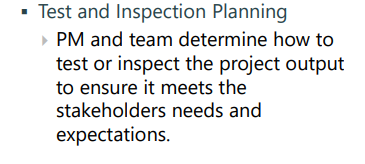 ▪ Test and Inspection Planning
PM and team determine how to
test or inspect the project output
to ensure it meets the
stakeholders needs and
expectations.